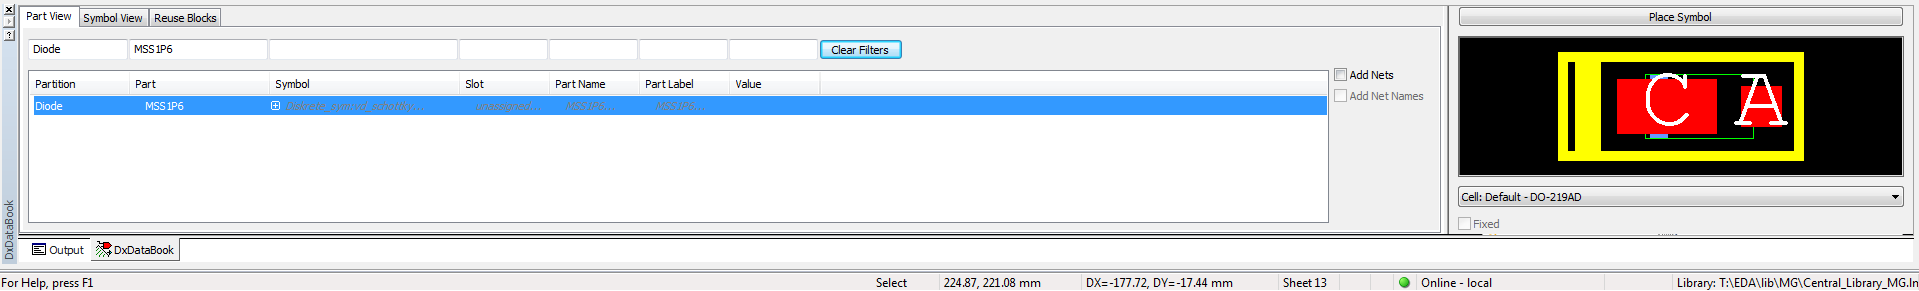 Part View Symbol View Reuse Blocks Place Symbol
?
Diode MSS1P6 Clear Filters
Partition Part Symbol Slot Part Name Part Label Value
Add Nets
Add Net Names
Diode MSS1P6 unassigned... MSS1P6... MSS1P6...
C A
Cell: Default - DO-219AD
Fixed
DxDataBook
Output DxDataBook
For Help, press F1 Select 224.87, 221.08 mm DX=-177.72, DY=-17.44 mm Sheet 13 Online - local Library: T:\EDA\lib\MG\Central_Library_MG.ln